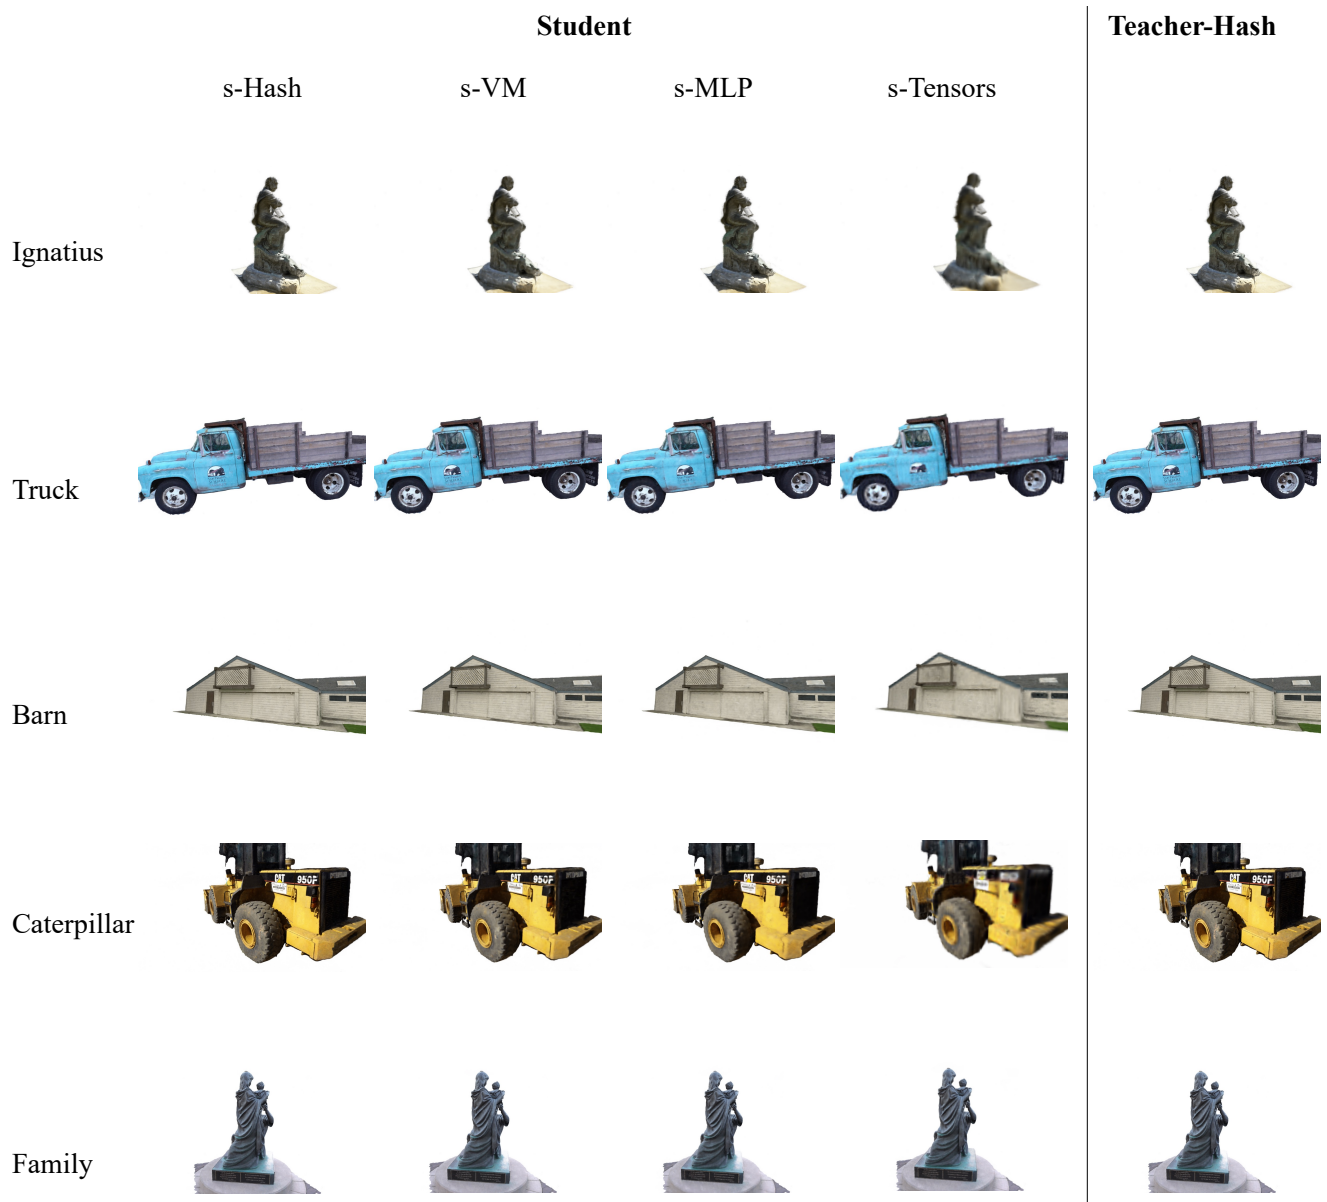 Student
Teacher-Hash
s-Hash
s-VM
s-MLP
s-Tensors
Ignatius
Truck
Barn
Caterpillar
CAT 950F
CAT 950F
CAT 950F
CAT 950F
Family